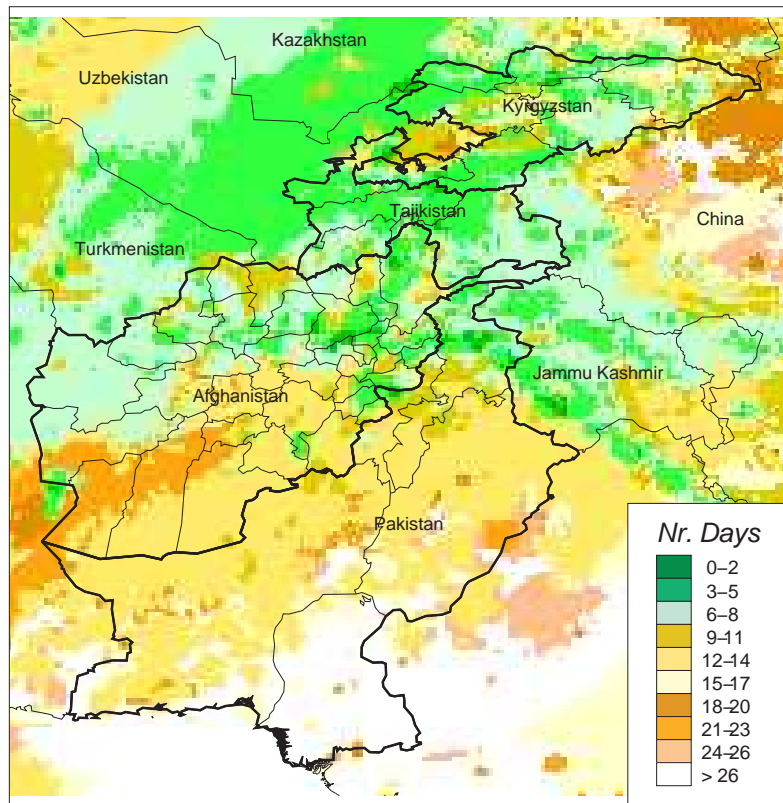 Kazakhstan
Uzbekistan
Kyrgyzstan
Tajikistan
China
Turkmenistan
Jammu Kashmir
Afghanistan
Pakistan
Nr. Days
0–2
3–5
6–8
9–11
12–14
15–17
18–20
21–23
24–26
> 26